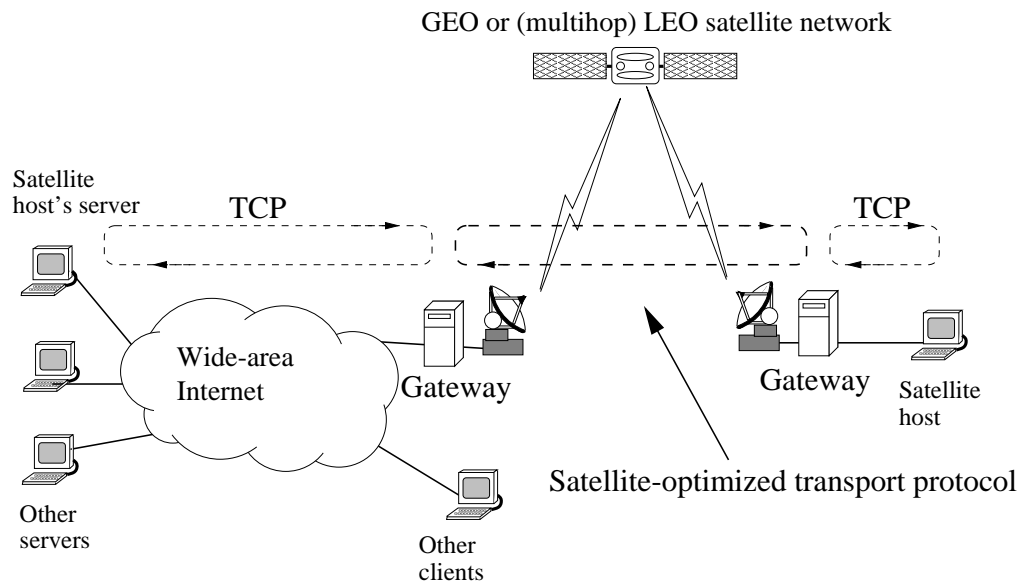 GEO or (multihop) LEO satellite network
Satellite
host's server
TCP
TCP
Wide-area
Internet
Gateway
Gateway
Satellite
host
Satellite-optimized transport protocol
Other
servers
Other
clients